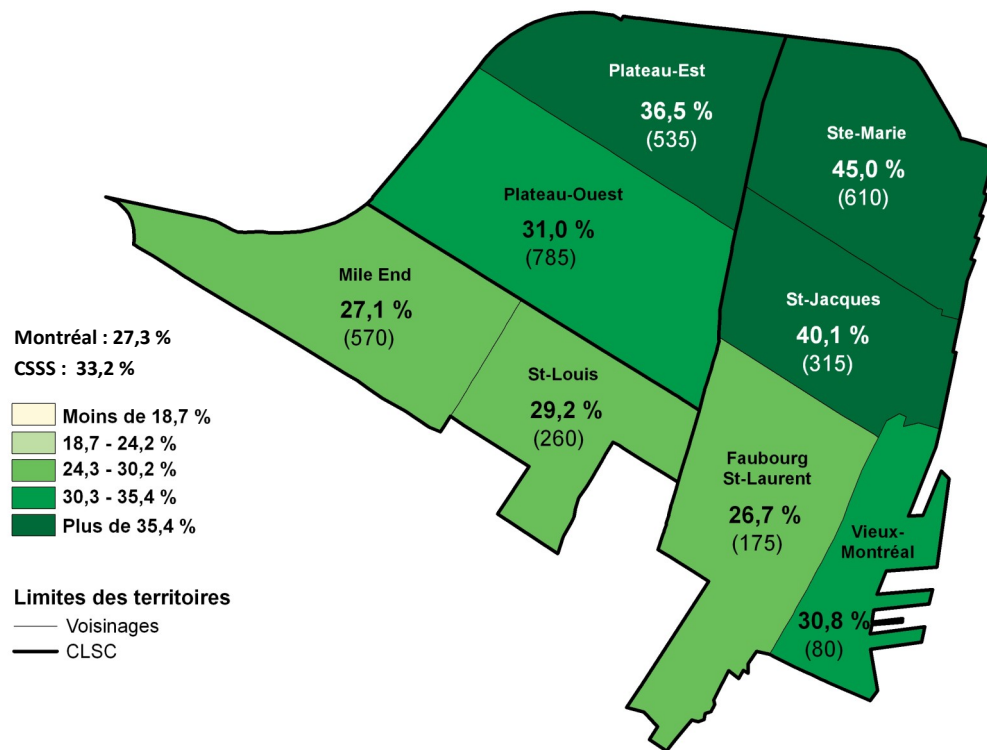 Plateau-Est
36,5 %
(535)
Ste-Marie
45,0 %
(610)
Plateau-Ouest
31,0 %
(785)
Mile End
27,1 %
(570)
St-Jacques
40,1 %
(315)
St-Louis
29,2 %
(260)
Faubourg
St-Laurent
26,7 %
(175)
Vieux-
Montréal
30,8 %
(80)
Montréal : 27,3 %
CSSS : 33,2 %
Moins de 18,7 %
18,7 - 24,2 %
24,3 - 30,2 %
30,3 - 35,4 %
Plus de 35,4 %
Limites des territoires
Voisinages
CLSC